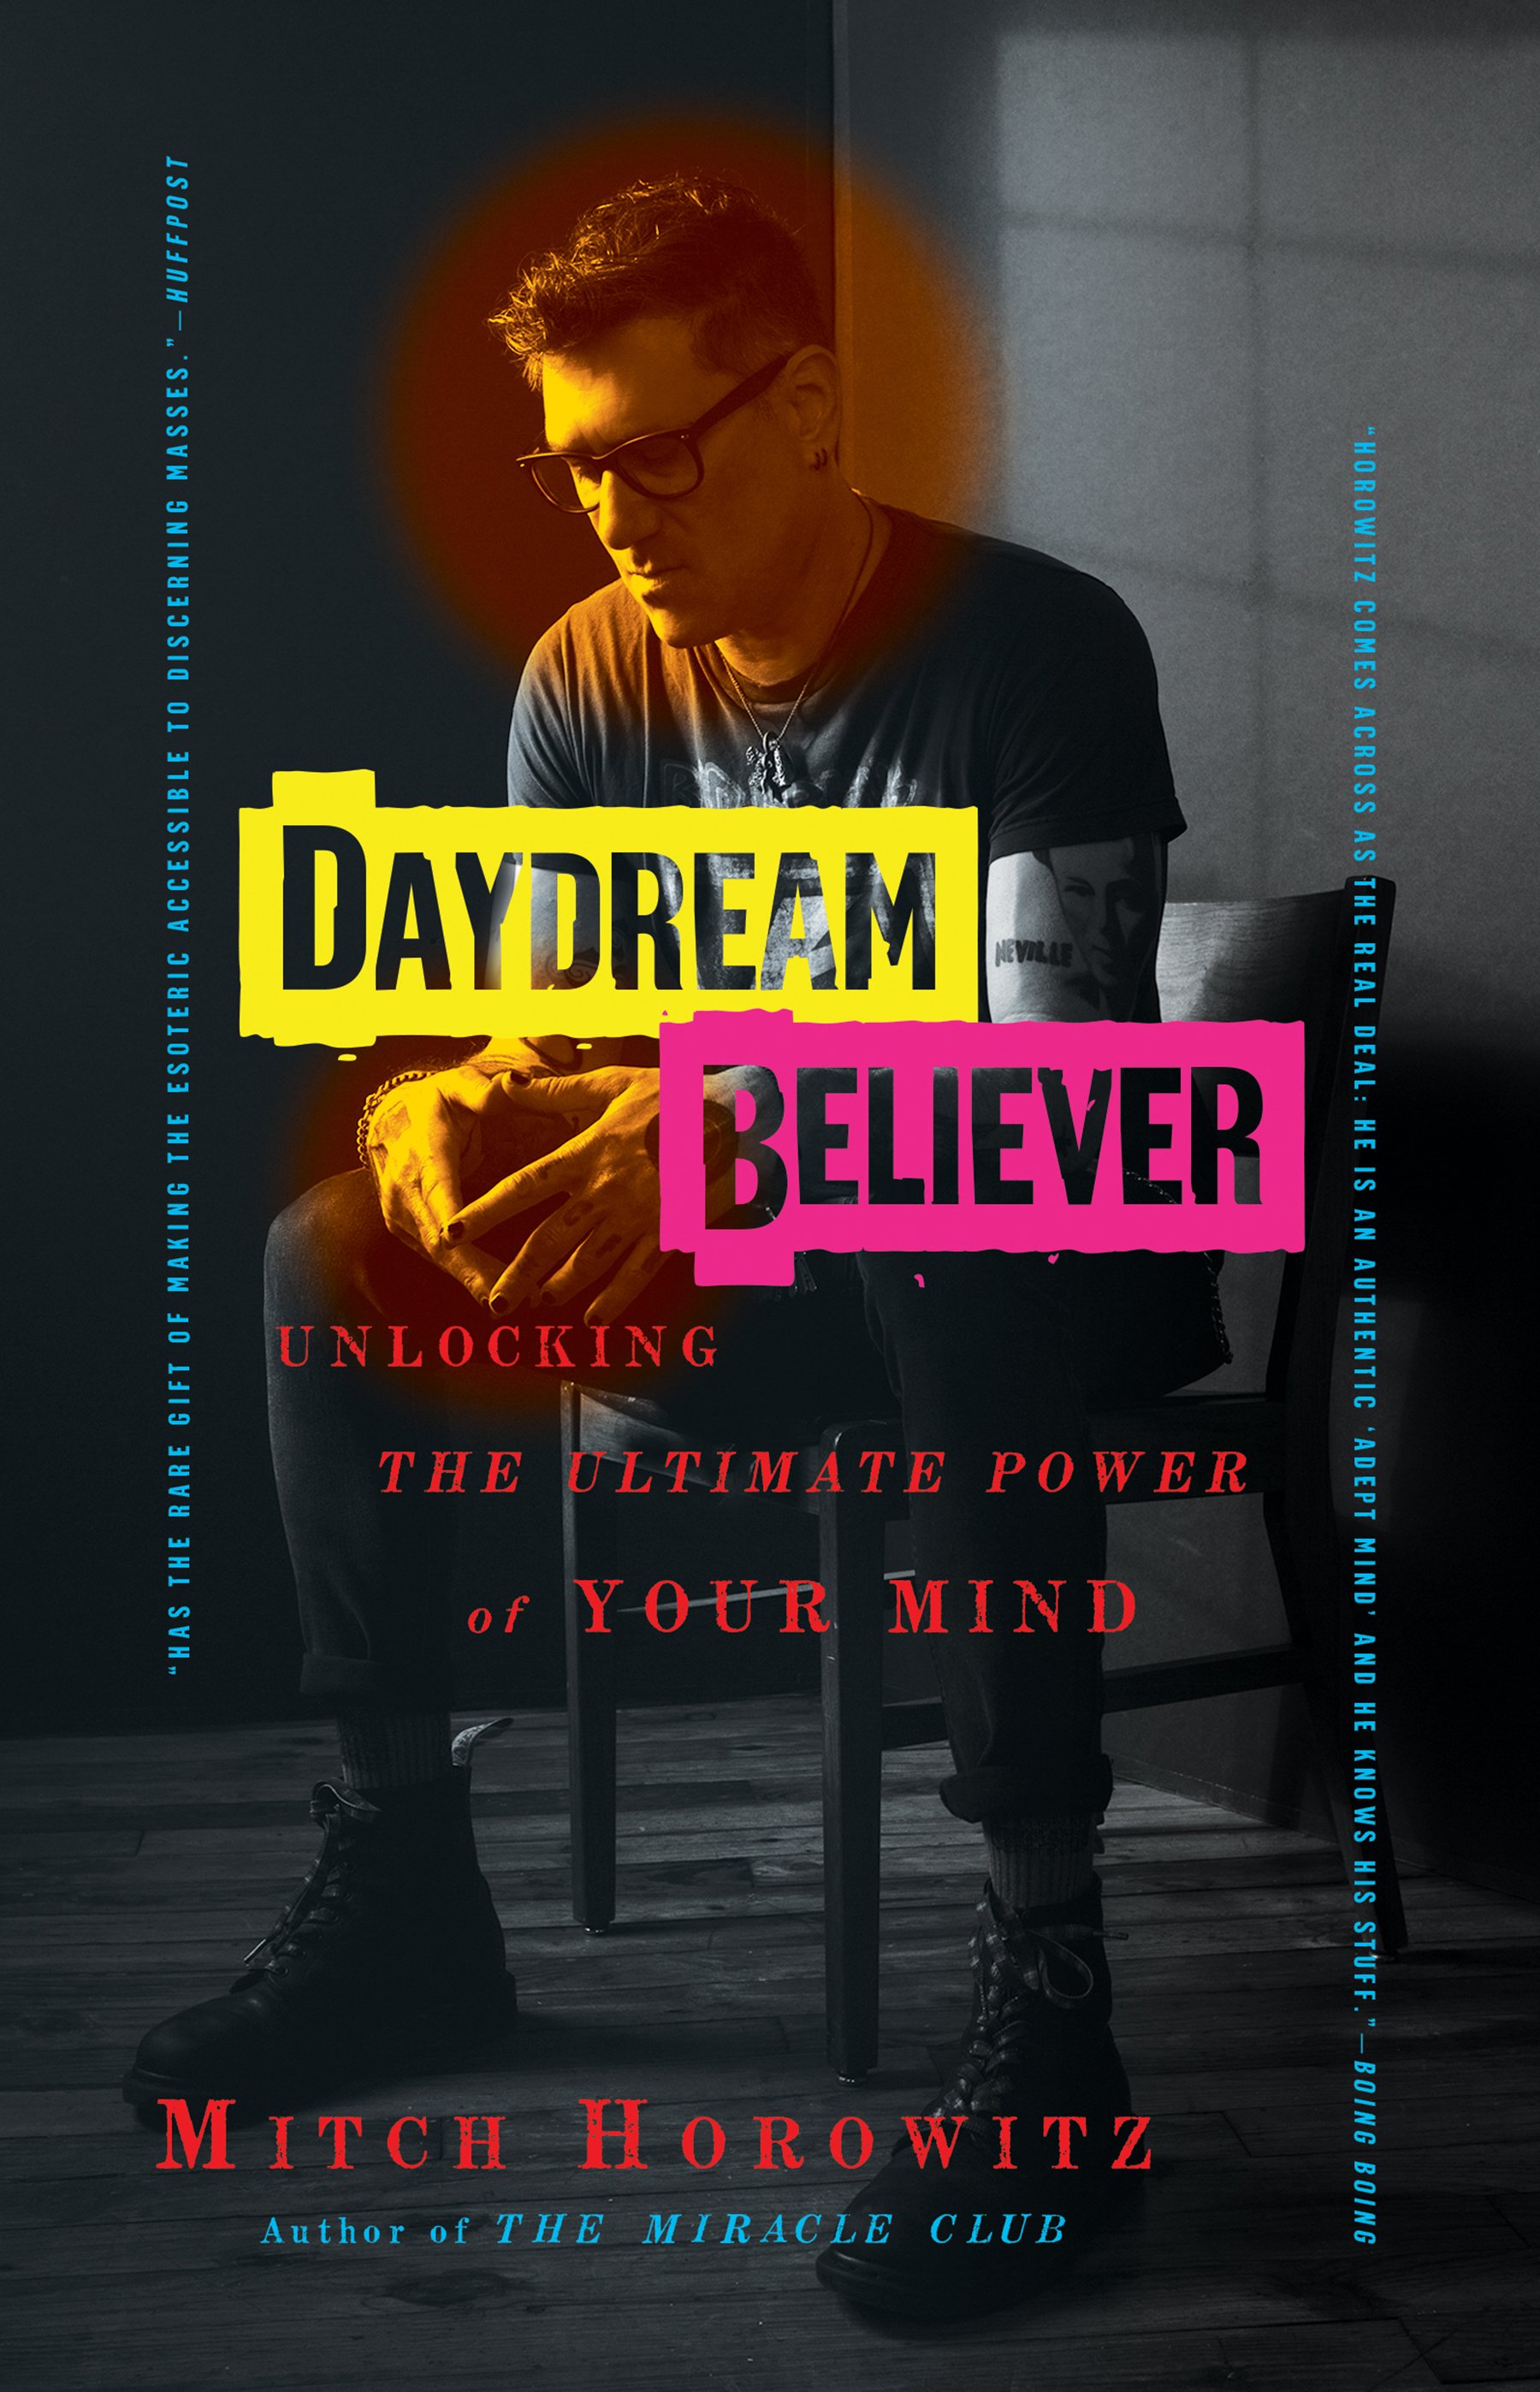 "HAS THE RARE GIFT OF MAKING THE ESOTERIC ACCESSIBLE TO DISCERNING MASSES."—HUFFPOST
DAYDREAM
NEVILLE
BELIEVER
UNLOCKING
THE ULTIMATE POWER
of YOUR MIND
"HOROWITZ COMES ACROSS AS THE REAL DEAL: HE IS AN AUTHENTIC 'ADEPT MIND' AND HE KNOWS HIS STUFF."—BOING BOING
MITCH HOROWITZ
Author of THE MIRACLE CLUB